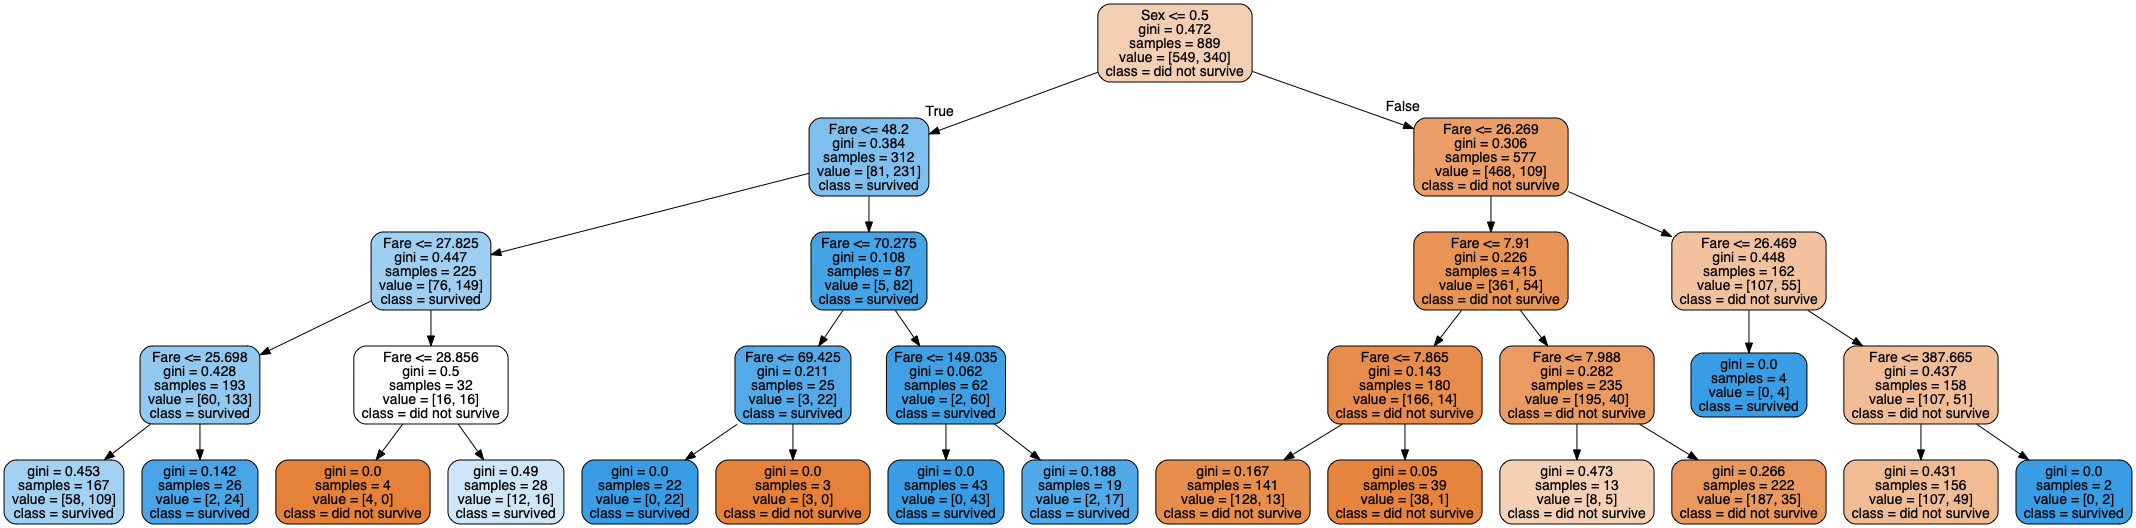 Sex <= 0.5
gini = 0.472
samples = 889
value = [549, 340]
class = did not survive
True
False
Fare <= 48.2
gini = 0.384
samples = 312
value = [81, 231]
class = survived
Fare <= 26.269
gini = 0.306
samples = 577
value = [468, 109]
class = did not survive
Fare <= 27.825
gini = 0.447
samples = 225
value = [76, 149]
class = survived
Fare <= 70.275
gini = 0.108
samples = 87
value = [5, 82]
class = survived
Fare <= 7.91
gini = 0.226
samples = 415
value = [361, 54]
class = did not survive
Fare <= 26.469
gini = 0.448
samples = 162
value = [107, 55]
class = did not survive
Fare <= 25.698
gini = 0.428
samples = 193
value = [60, 133]
class = survived
Fare <= 28.856
gini = 0.5
samples = 32
value = [16, 16]
class = did not survive
Fare <= 69.425
gini = 0.211
samples = 25
value = [3, 22]
class = survived
Fare <= 149.035
gini = 0.062
samples = 62
value = [2, 60]
class = survived
Fare <= 7.865
gini = 0.143
samples = 180
value = [166, 14]
class = did not survive
Fare <= 7.988
gini = 0.282
samples = 235
value = [195, 40]
class = did not survive
gini = 0.0
samples = 4
value = [0, 4]
class = survived
Fare <= 387.665
gini = 0.437
samples = 158
value = [107, 51]
class = did not survive
gini = 0.453
samples = 167
value = [58, 109]
class = survived
gini = 0.142
samples = 26
value = [2, 24]
class = survived
gini = 0.0
samples = 4
value = [4, 0]
class = did not survive
gini = 0.49
samples = 28
value = [12, 16]
class = survived
gini = 0.0
samples = 22
value = [0, 22]
class = survived
gini = 0.0
samples = 3
value = [3, 0]
class = did not survive
gini = 0.0
samples = 43
value = [0, 43]
class = survived
gini = 0.188
samples = 19
value = [2, 17]
class = survived
gini = 0.167
samples = 141
value = [128, 13]
class = did not survive
gini = 0.05
samples = 39
value = [38, 1]
class = did not survive
gini = 0.473
samples = 13
value = [8, 5]
class = did not survive
gini = 0.266
samples = 222
value = [187, 35]
class = did not survive
gini = 0.431
samples = 156
value = [107, 49]
class = did not survive
gini = 0.0
samples = 2
value = [0, 2]
class = survived